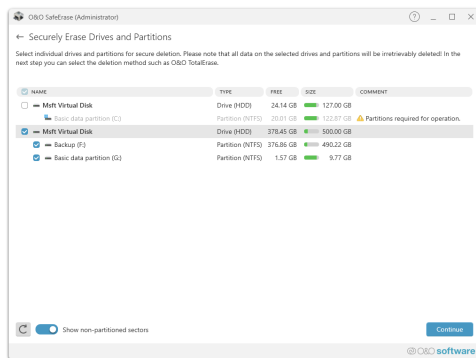 O&O SafeErase (Administrator)
← Securely Erase Drives and Partitions
Select individual drives and partitions for secure deletion. Please note that all data on the selected drives and partitions will be irretrievably deleted! In the
next step you can select the deletion method such as O&O TotalErase.
NAME TYPE FREE SIZE COMMENT
Msft Virtual Disk Drive (HDD) 24.14 GB 127.00 GB
Basic data partition (C:) Partition (NTFS) 20.01 GB 122.87 GB Partitions required for operation.
Msft Virtual Disk Drive (HDD) 378.45 GB 500.00 GB
Backup (F:) Partition (NTFS) 376.86 GB 490.22 GB
Basic data partition (G:) Partition (NTFS) 1.57 GB 9.77 GB
Show non-partitioned sectors Continue
O&O software